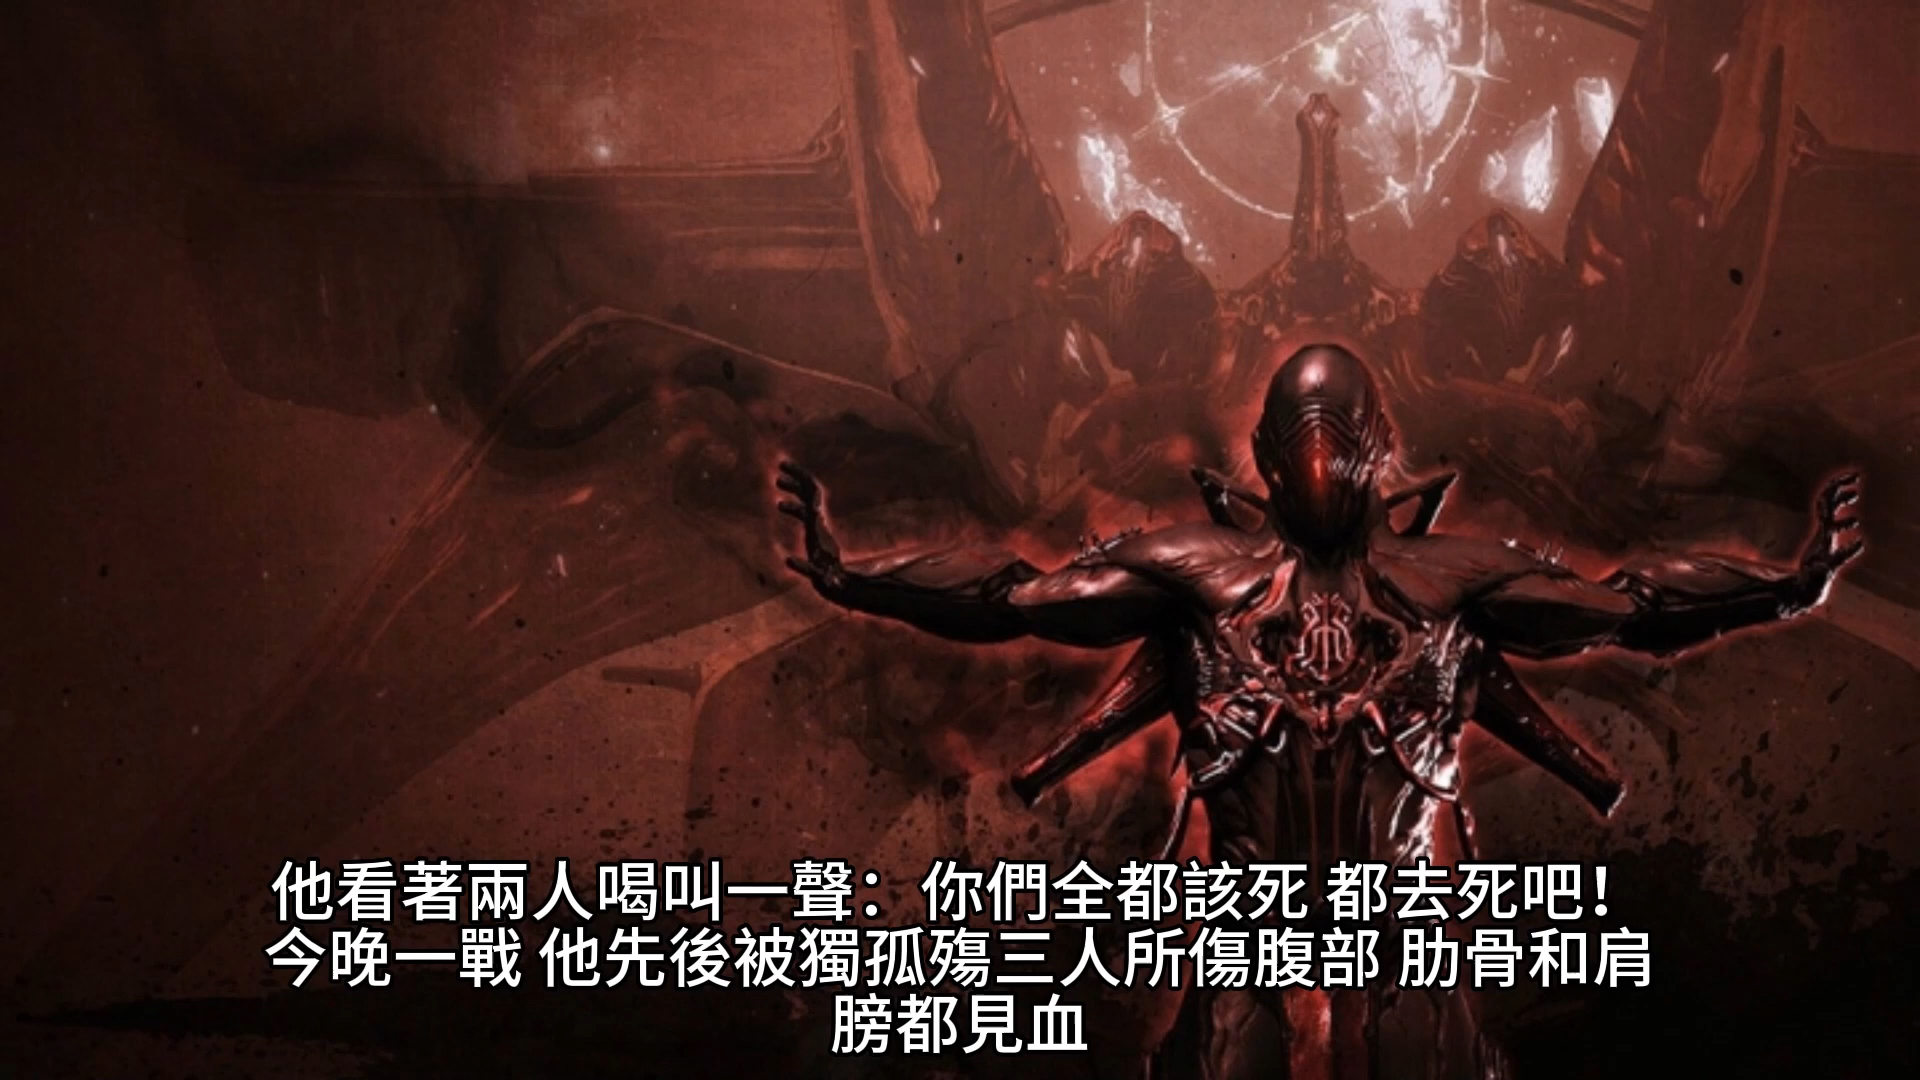 他看著兩人喝叫一聲：你們全都該死 都去死吧！
今晚一戰 他先後被獨孤殤三人所傷腹部 肋骨和肩
膀都見血